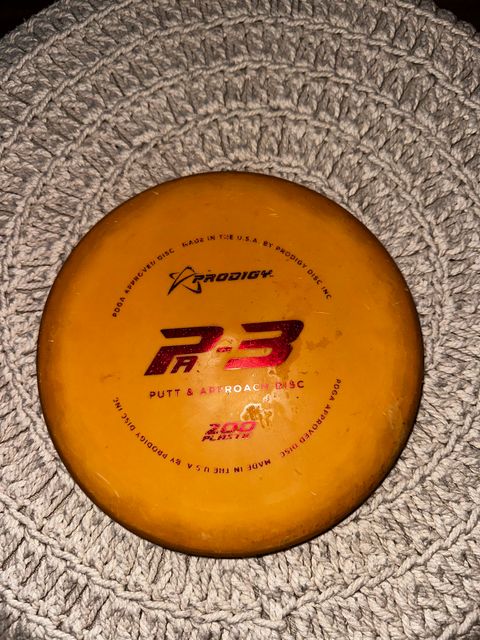 PDGA APPROVED DISC MADE IN THE U.S.A. BY PRODIGY DISC INC
PRODIGY
PA-3
PUTT & APPROACH DISC
200
PLASTIC
PDGA APPROVED DISC MADE IN THE U.S.A. BY PRODIGY DISC INC